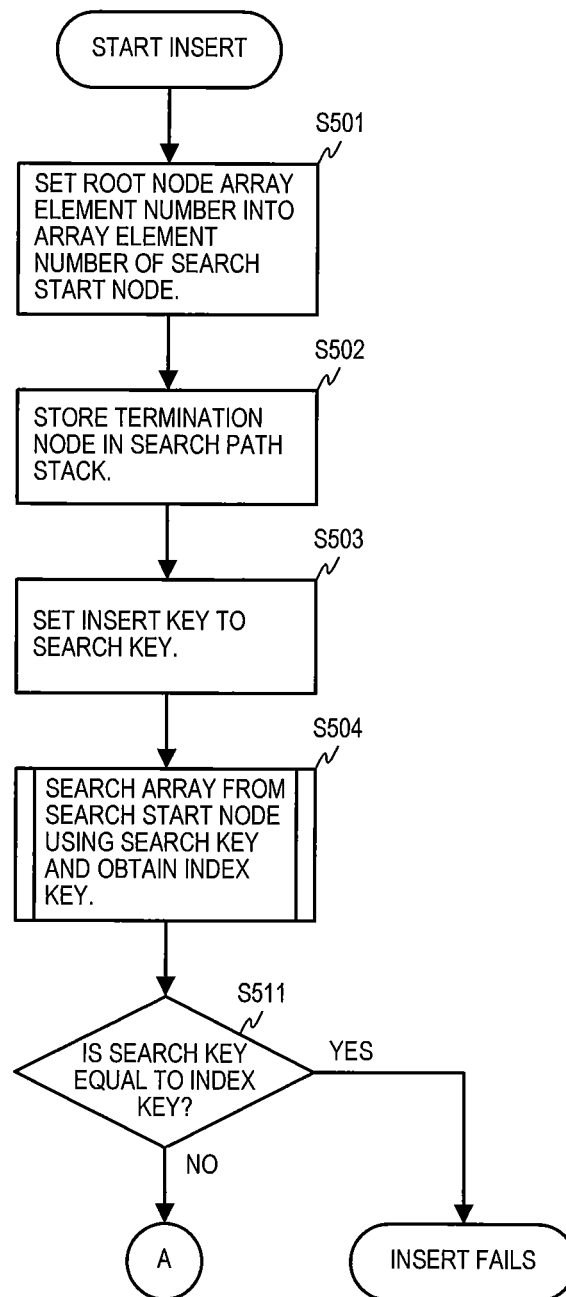 START INSERT
S501
SET ROOT NODE ARRAY
ELEMENT NUMBER INTO
ARRAY ELEMENT
NUMBER OF SEARCH
START NODE.
S502
STORE TERMINATION
NODE IN SEARCH PATH
STACK.
S503
SET INSERT KEY TO
SEARCH KEY.
S504
SEARCH ARRAY FROM
SEARCH START NODE
USING SEARCH KEY
AND OBTAIN INDEX
KEY.
S511
IS SEARCH KEY
EQUAL TO INDEX
KEY?
YES
NO
A
INSERT FAILS